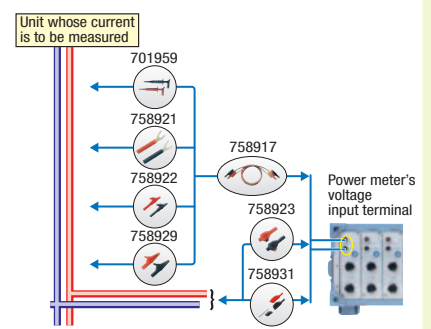 Unit whose current
is to be measured
701959
758921
758917
758922
Power meter's
voltage
input terminal
758923
758929
758931